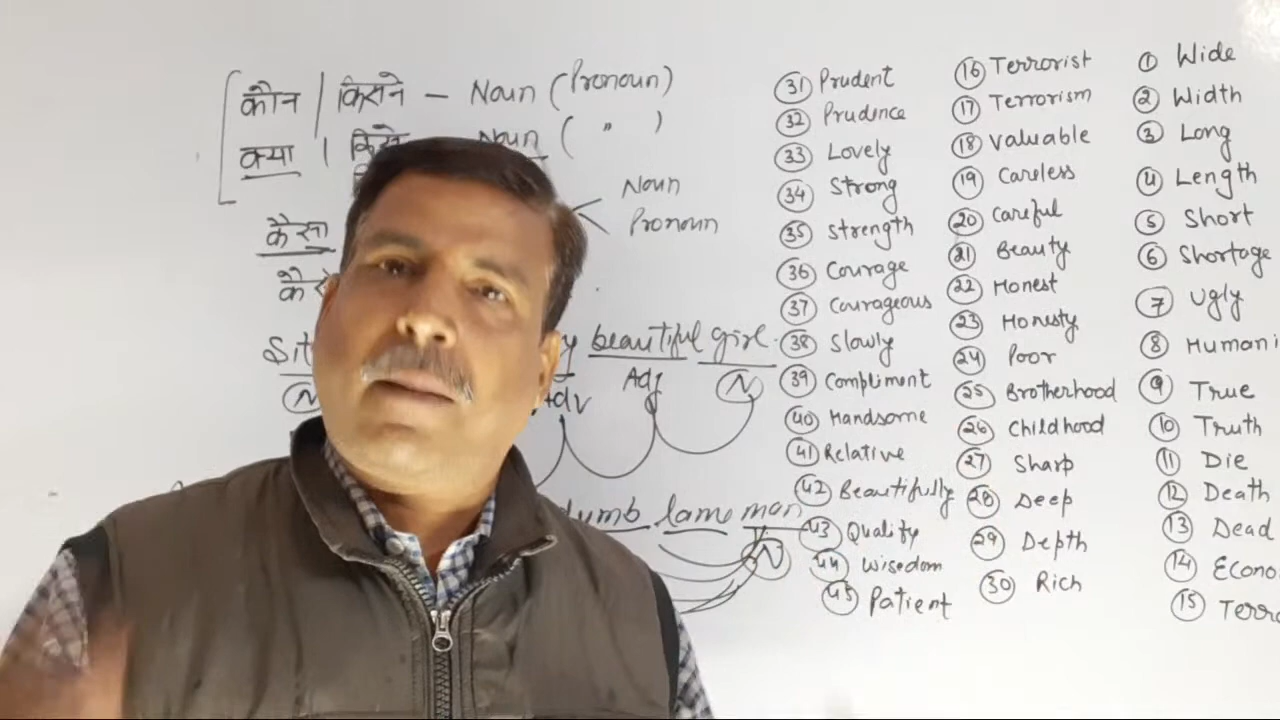 कौन | किसने — Noun (Pronoun)
क्या | किसे Noun ( " )
Noun
Pronoun
कैसा
कैसे
beautiful girl.
Adj N
Adv
dumb lame man
N
31 Prudent
32 Prudence
33 Lovely
34 Strong
35 Strength
36 Courage
37 Courageous
38 Slowly
39 Compliment
40 Handsome
41 Relative
42 Beautifully
43 Quality
44 Wisedom
45 Patient
16 Terrorist
17 Terrorism
18 Valuable
19 Careless
20 Careful
21 Beauty
22 Honest
23 Honesty
24 Poor
25 Brotherhood
26 Childhood
27 Sharp
28 Deep
29 Depth
30 Rich
1 Wide
2 Width
3 Long
4 Length
5 Short
6 Shortage
7 Ugly
8 Humani
9 True
10 Truth
11 Die
12 Death
13 Dead
14 Econo
15 Terro